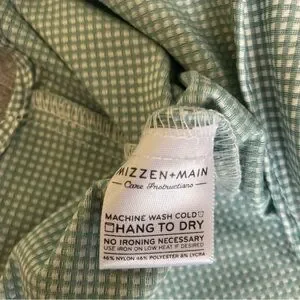 MIZZEN+MAIN
Care Instructions
MACHINE WASH COLD
HANG TO DRY
NO IRONING NECESSARY
USE IRON ON LOW HEAT IF DESIRED
46% NYLON 46% POLYESTER 8% LYCRA